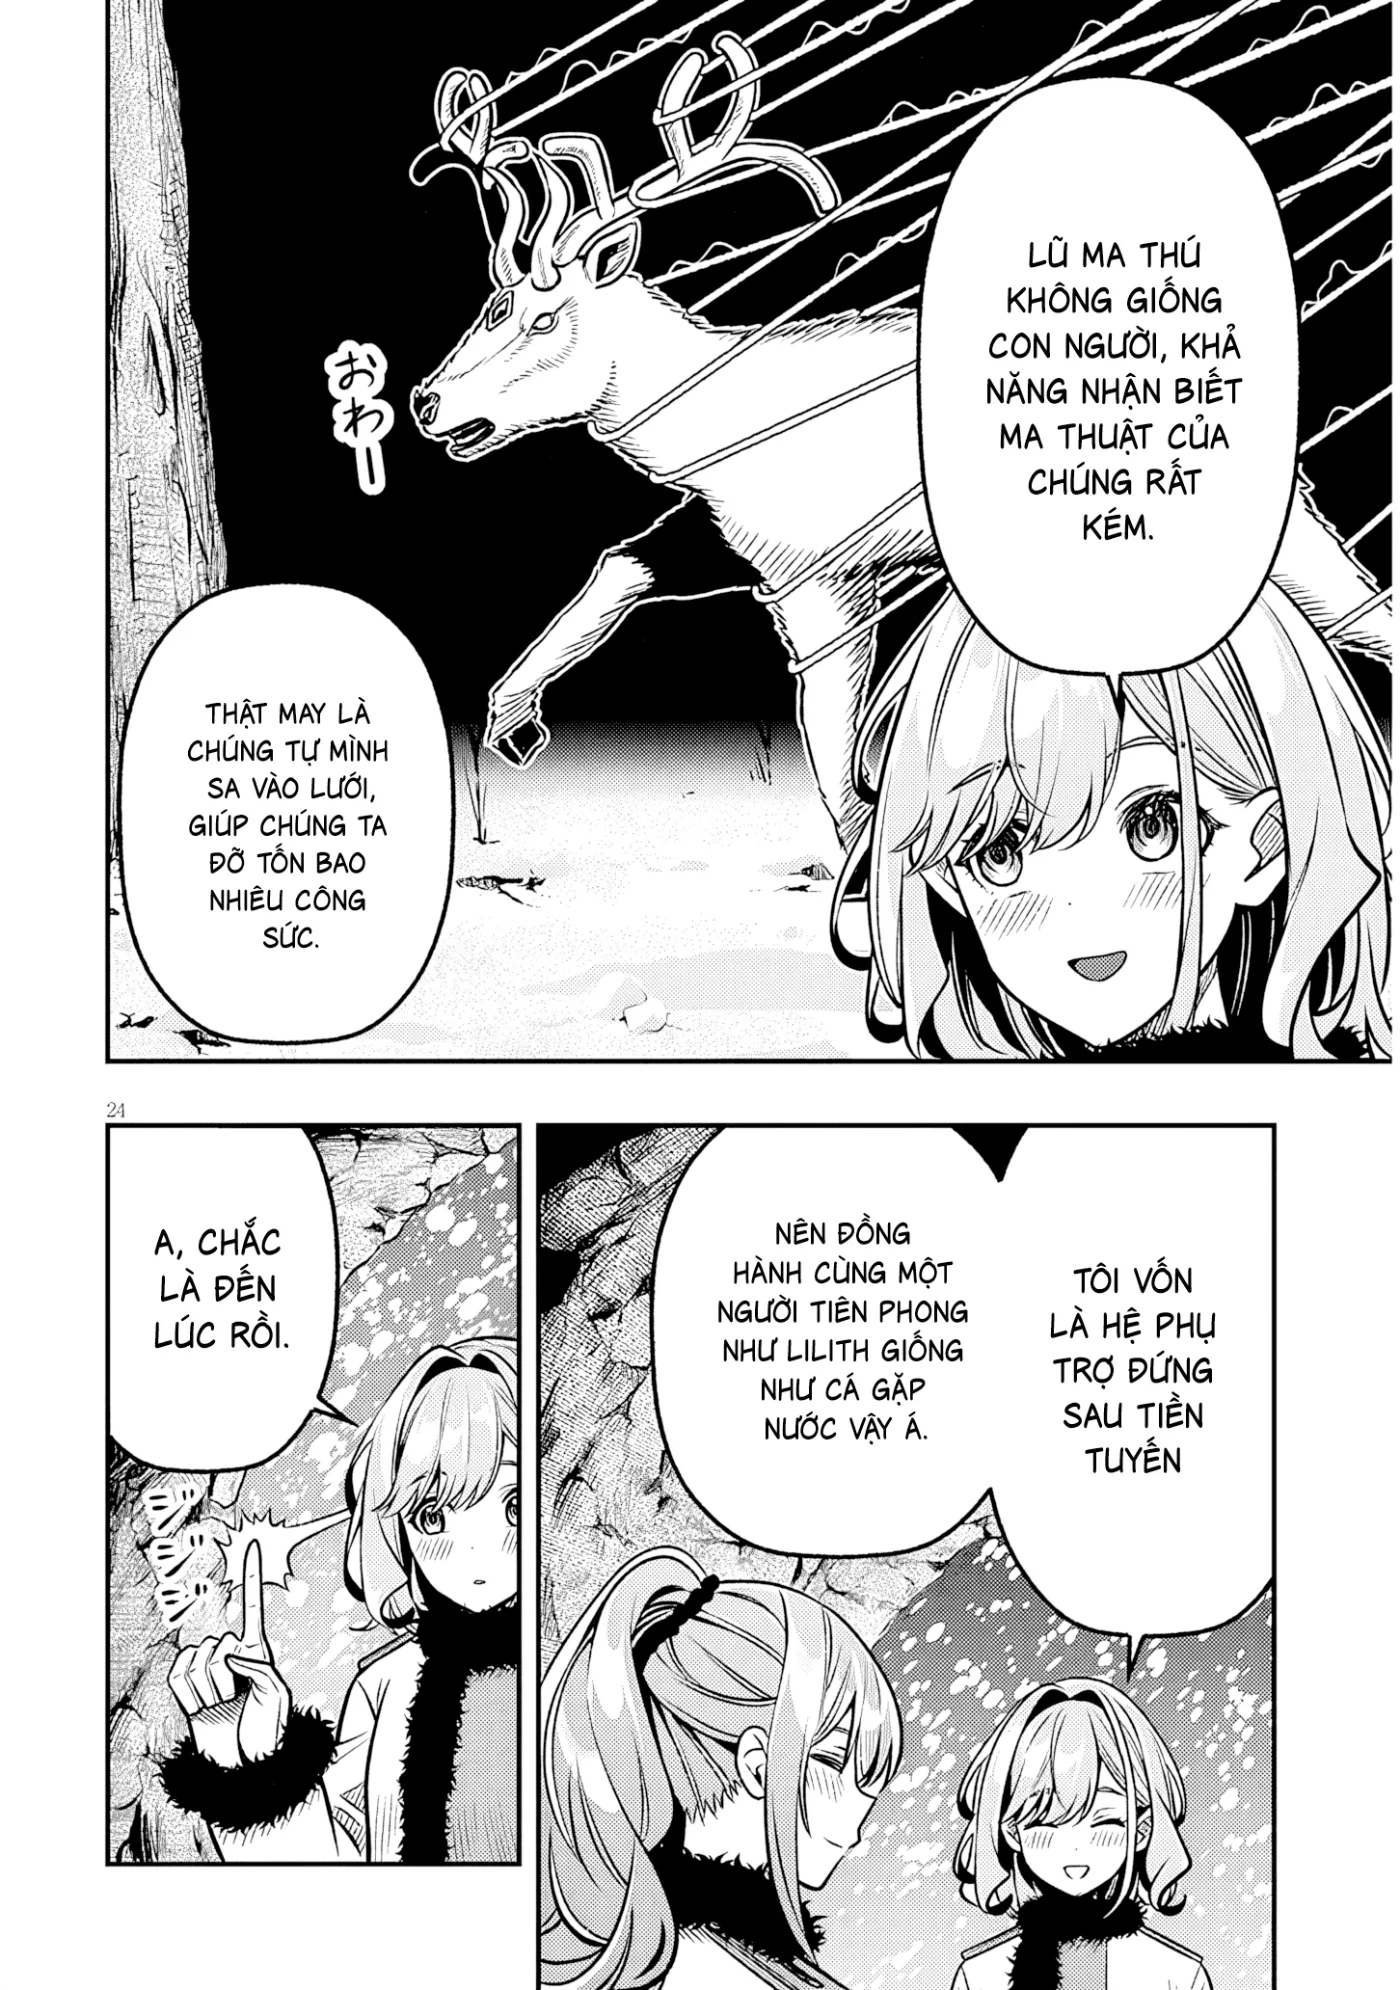 LŨ MA THÚ
KHÔNG GIỐNG
CON NGƯỜI, KHẢ
NĂNG NHẬN BIẾT
MA THUẬT CỦA
CHÚNG RẤT
KÉM.
おわー
THẬT MAY LÀ
CHÚNG TỰ MÌNH
SA VÀO LƯỚI,
GIÚP CHÚNG TA
ĐỠ TỐN BAO
NHIÊU CÔNG
SỨC.
24
TÔI VỐN
LÀ HỆ PHỤ
TRỢ ĐỨNG
SAU TIỀN
TUYẾN
NÊN ĐỒNG
HÀNH CÙNG MỘT
NGƯỜI TIÊN PHONG
NHƯ LILITH GIỐNG
NHƯ CÁ GẶP
NƯỚC VẬY Á.
A, CHẮC
LÀ ĐẾN
LÚC RỒI.